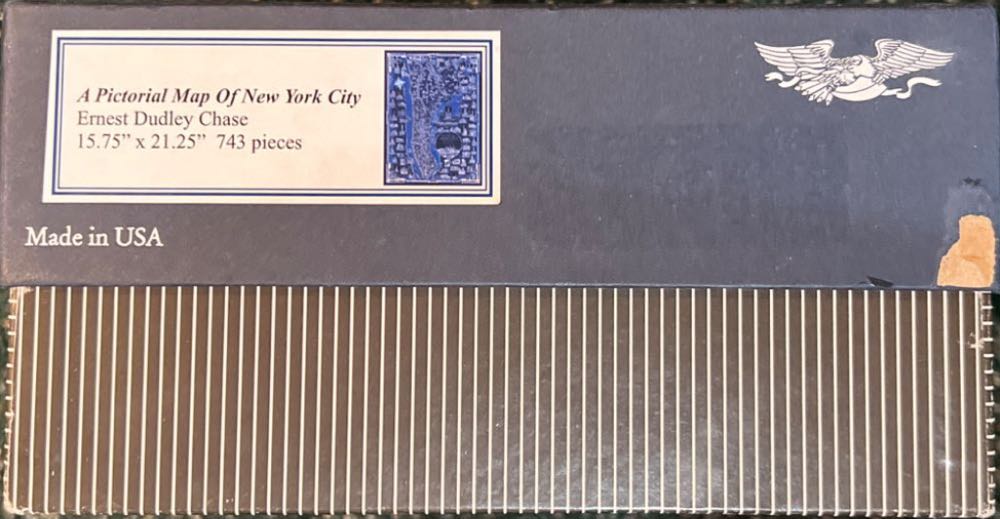 A Pictorial Map Of New York City
Ernest Dudley Chase
15.75” x 21.25” 743 pieces
Made in USA